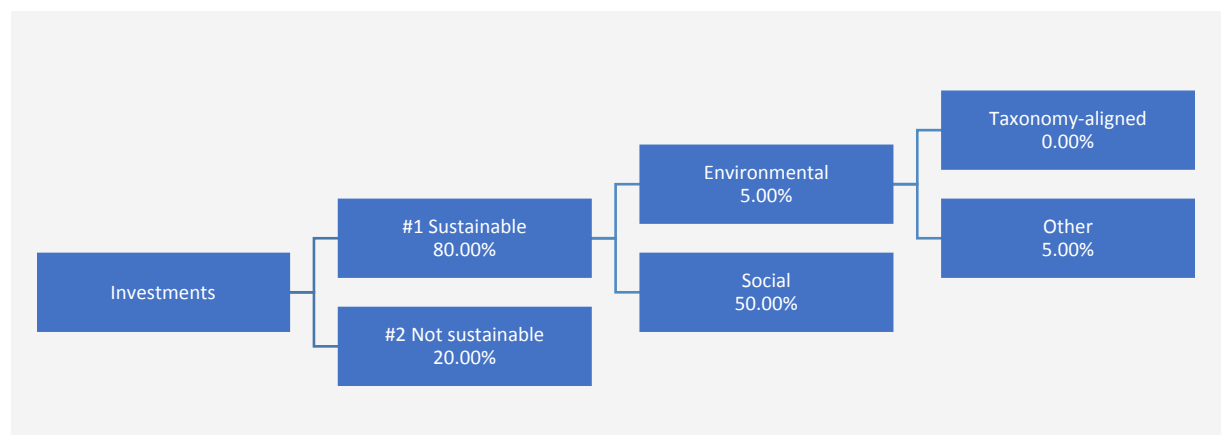 Investments
#1 Sustainable
80.00%
#2 Not sustainable
20.00%
Environmental
5.00%
Social
50.00%
Taxonomy-aligned
0.00%
Other
5.00%